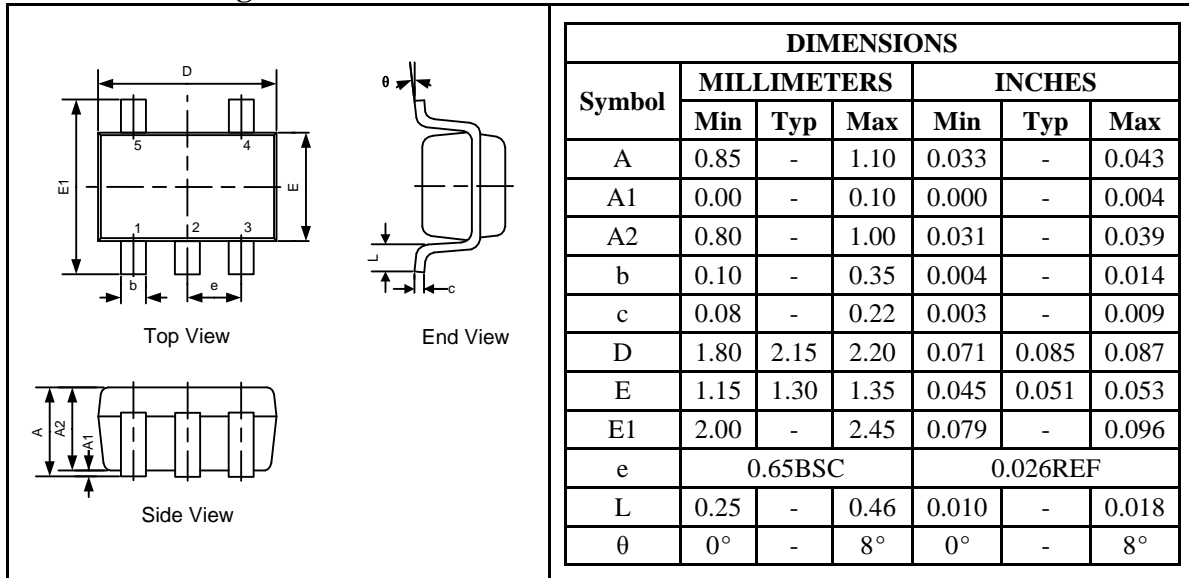 D
θ
5 4
E1
E
1 2 3
L
b
e
c
Top View
End View
A
A2
A1
Side View
DIMENSIONS
Symbol MILLIMETERS INCHES
Min Typ Max Min Typ Max
A 0.85 - 1.10 0.033 - 0.043
A1 0.00 - 0.10 0.000 - 0.004
A2 0.80 - 1.00 0.031 - 0.039
b 0.10 - 0.35 0.004 - 0.014
c 0.08 - 0.22 0.003 - 0.009
D 1.80 2.15 2.20 0.071 0.085 0.087
E 1.15 1.30 1.35 0.045 0.051 0.053
E1 2.00 - 2.45 0.079 - 0.096
e 0.65BSC 0.026REF
L 0.25 - 0.46 0.010 - 0.018
θ 0° - 8° 0° - 8°